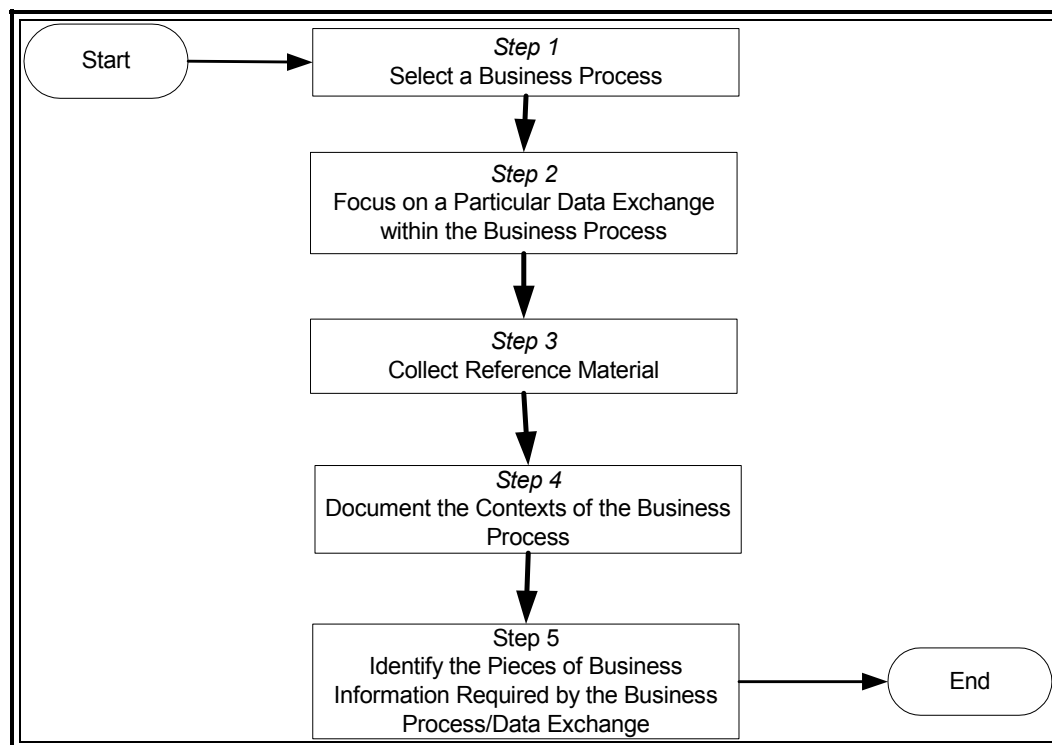 Start
Step 1
Select a Business Process
Step 2
Focus on a Particular Data Exchange
within the Business Process
Step 3
Collect Reference Material
Step 4
Document the Contexts of the Business
Process
Step 5
Identify the Pieces of Business
Information Required by the Business
Process/Data Exchange
End